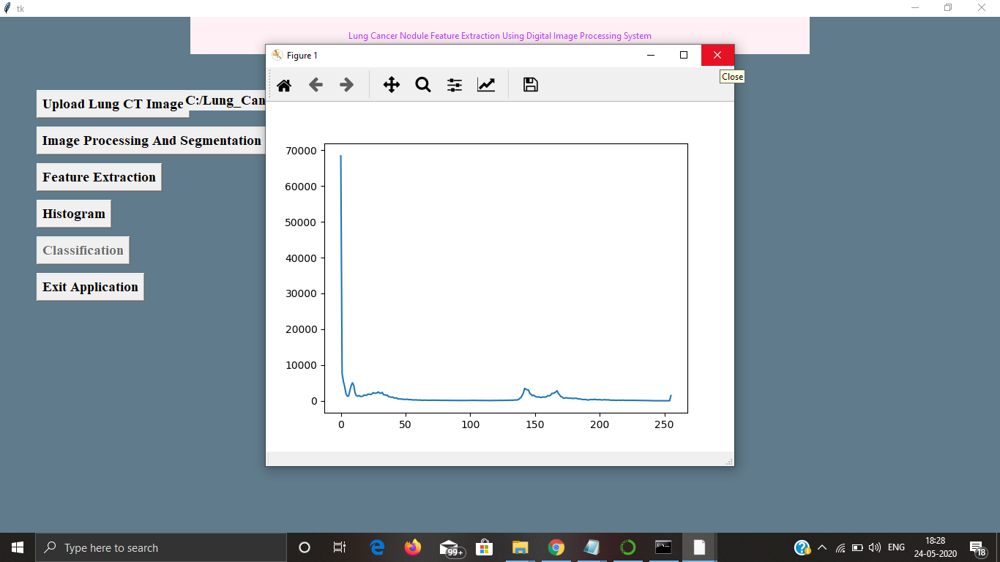 tk
Lung Cancer Nodule Feature Extraction Using Digital Image Processing System
Figure 1
Close
Upload Lung CT Image
C:/Lung_Can
Image Processing And Segmentation
Feature Extraction
Histogram
Classification
Exit Application
70000
60000
50000
40000
30000
20000
10000
0
0 50 100 150 200 250
Type here to search
99+
ENG
18:28
24-05-2020
18